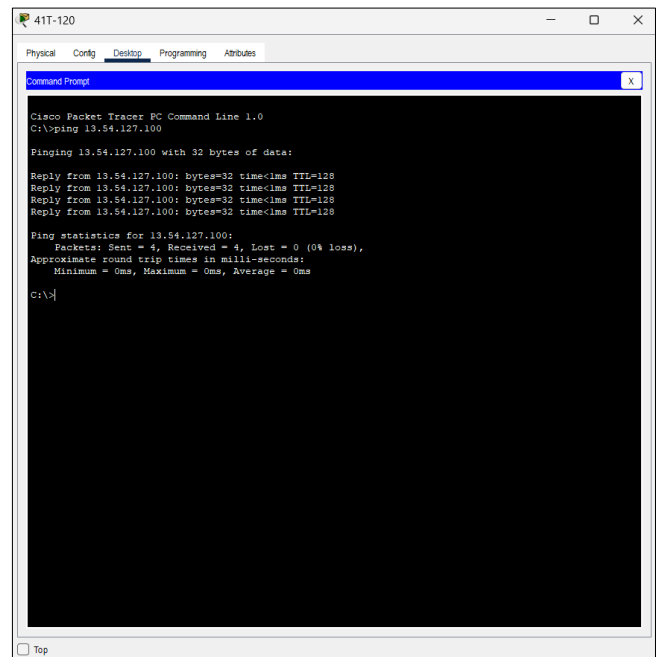 41T-120
Physical Config Desktop Programming Attributes
Command Prompt X
Cisco Packet Tracer PC Command Line 1.0
C:\>ping 13.54.127.100
Pinging 13.54.127.100 with 32 bytes of data:
Reply from 13.54.127.100: bytes=32 time<1ms TTL=128
Reply from 13.54.127.100: bytes=32 time<1ms TTL=128
Reply from 13.54.127.100: bytes=32 time<1ms TTL=128
Reply from 13.54.127.100: bytes=32 time<1ms TTL=128
Ping statistics for 13.54.127.100:
Packets: Sent = 4, Received = 4, Lost = 0 (0% loss),
Approximate round trip times in milli-seconds:
Minimum = 0ms, Maximum = 0ms, Average = 0ms
C:\>
Top